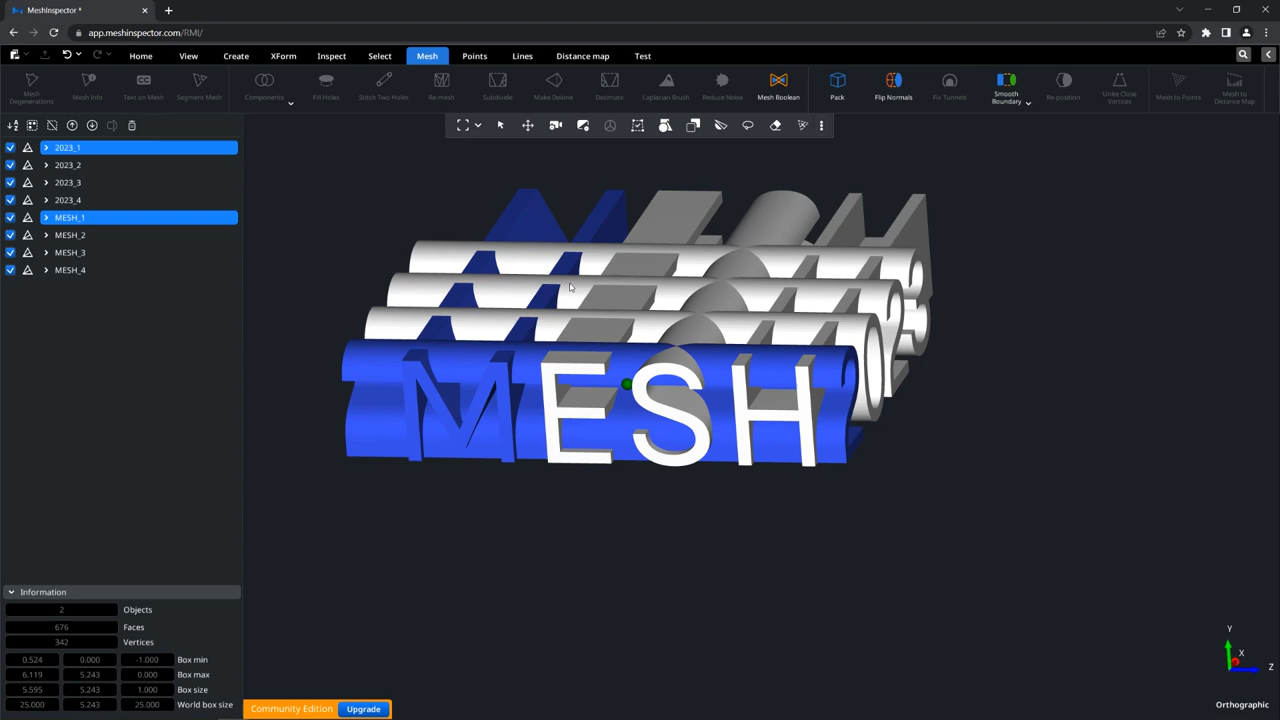 MeshInspector *
app.meshinspector.com/RMI/
Home View Create XForm Inspect Select Mesh Points Lines Distance map Test
Mesh Degenerations
Mesh Info
Text on Mesh
Segment Mesh
Components
Fill Holes
Stitch Two Holes
Re-mesh
Subdivide
Make Delone
Decimate
Laplacian Brush
Reduce Noise
Mesh Boolean
Pack
Flip Normals
Fix Tunnels
Smooth Boundary
Re-position
Unite Close Vertices
Mesh to Points
Mesh to Distance Map
2023_1
2023_2
2023_3
2023_4
MESH_1
MESH_2
MESH_3
MESH_4
MESH
Information
2 Objects
676 Faces
342 Vertices
0.524 0.000 -1.000 Box min
6.119 5.243 0.000 Box max
5.595 5.243 1.000 Box size
25.000 5.243 25.000 World box size
Community Edition Upgrade
Y
X
Z
Orthographic